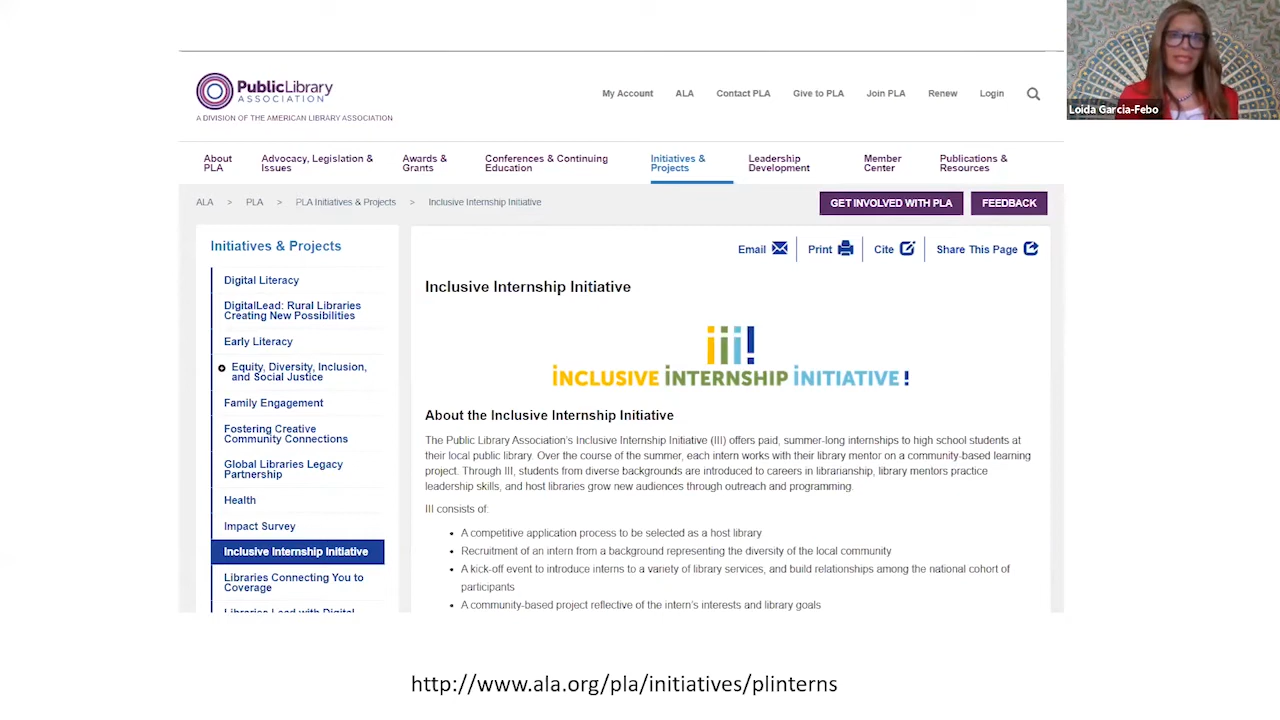 PublicLibrary
ASSOCIATION
A DIVISION OF THE AMERICAN LIBRARY ASSOCIATION
My Account ALA Contact PLA Give to PLA Join PLA Renew Login
Loida Garcia-Febo
About PLA
Advocacy, Legislation & Issues
Awards & Grants
Conferences & Continuing Education
Initiatives & Projects
Leadership Development
Member Center
Publications & Resources
ALA > PLA > PLA Initiatives & Projects > Inclusive Internship Initiative
GET INVOLVED WITH PLA
FEEDBACK
Initiatives & Projects
Digital Literacy
DigitalLead: Rural Libraries
Creating New Possibilities
Early Literacy
Equity, Diversity, Inclusion,
and Social Justice
Family Engagement
Fostering Creative
Community Connections
Global Libraries Legacy
Partnership
Health
Impact Survey
Inclusive Internship Initiative
Libraries Connecting You to
Coverage
Libraries Lead with Digital
Email Print Cite Share This Page
Inclusive Internship Initiative
iii!
INCLUSIVE INTERNSHIP INITIATIVE !
About the Inclusive Internship Initiative
The Public Library Association's Inclusive Internship Initiative (III) offers paid, summer-long internships to high school students at
their local public library. Over the course of the summer, each intern works with their library mentor on a community-based learning
project. Through III, students from diverse backgrounds are introduced to careers in librarianship, library mentors practice
leadership skills, and host libraries grow new audiences through outreach and programming.
III consists of:
• A competitive application process to be selected as a host library
• Recruitment of an intern from a background representing the diversity of the local community
• A kick-off event to introduce interns to a variety of library services, and build relationships among the national cohort of
participants
• A community-based project reflective of the intern's interests and library goals
http://www.ala.org/pla/initiatives/plinterns